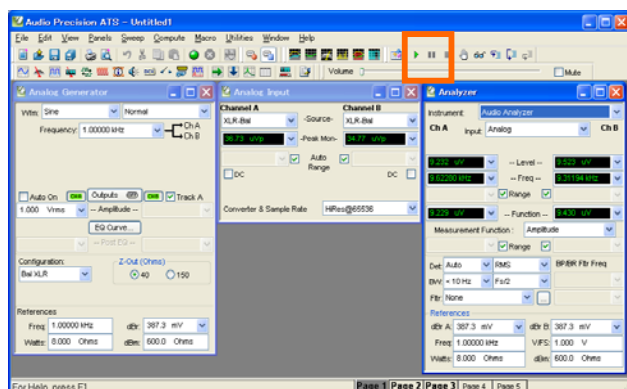 Audio Precision ATS - Untitled1
File Edit View Panels Sweep Compute Macro Utilities Window Help
Volume Mute
Analog Generator
Wfm: Sine Normal
Frequency: 1.00000 kHz ChA
ChB
Auto On CHA Outputs OFF CHB Track A
1.000 Vrms -- Amplitude --
EQ Curve...
-- Post EQ --
Configuration: Z-Out (Ohms)
Bal XLR 40 150
References
Freq: 1.00000 kHz dBr: 387.3 mV
Watts: 8.000 Ohms dBm: 600.0 Ohms
Analog Input
Channel A Channel B
XLR-Bal -Source- XLR-Bal
36.73 uVp -Peak Mon- 34.77 uVp
Auto
Range
DC DC
Converter & Sample Rate HiRes@65536
Analyzer
Instrument: Audio Analyzer
Ch A Input: Analog Ch B
9.232 uV -- Level -- 9.523 uV
9.62280 kHz -- Freq -- 9.31194 kHz
Range
9.229 uV -- Function -- 9.430 uV
Measurement Function: Amplitude
Range
Det: Auto RMS BP/BR Fltr Freq
BW: < 10 Hz Fs/2
Fltr: None
References
dBr A: 387.3 mV dBr B: 387.3 mV
Freq: 1.00000 kHz V/FS: 1.000 V
Watts: 8.000 Ohms dBm: 600.0 Ohms
For Help, press F1 Page 1 Page 2 Page 3 Page 4 Page 5